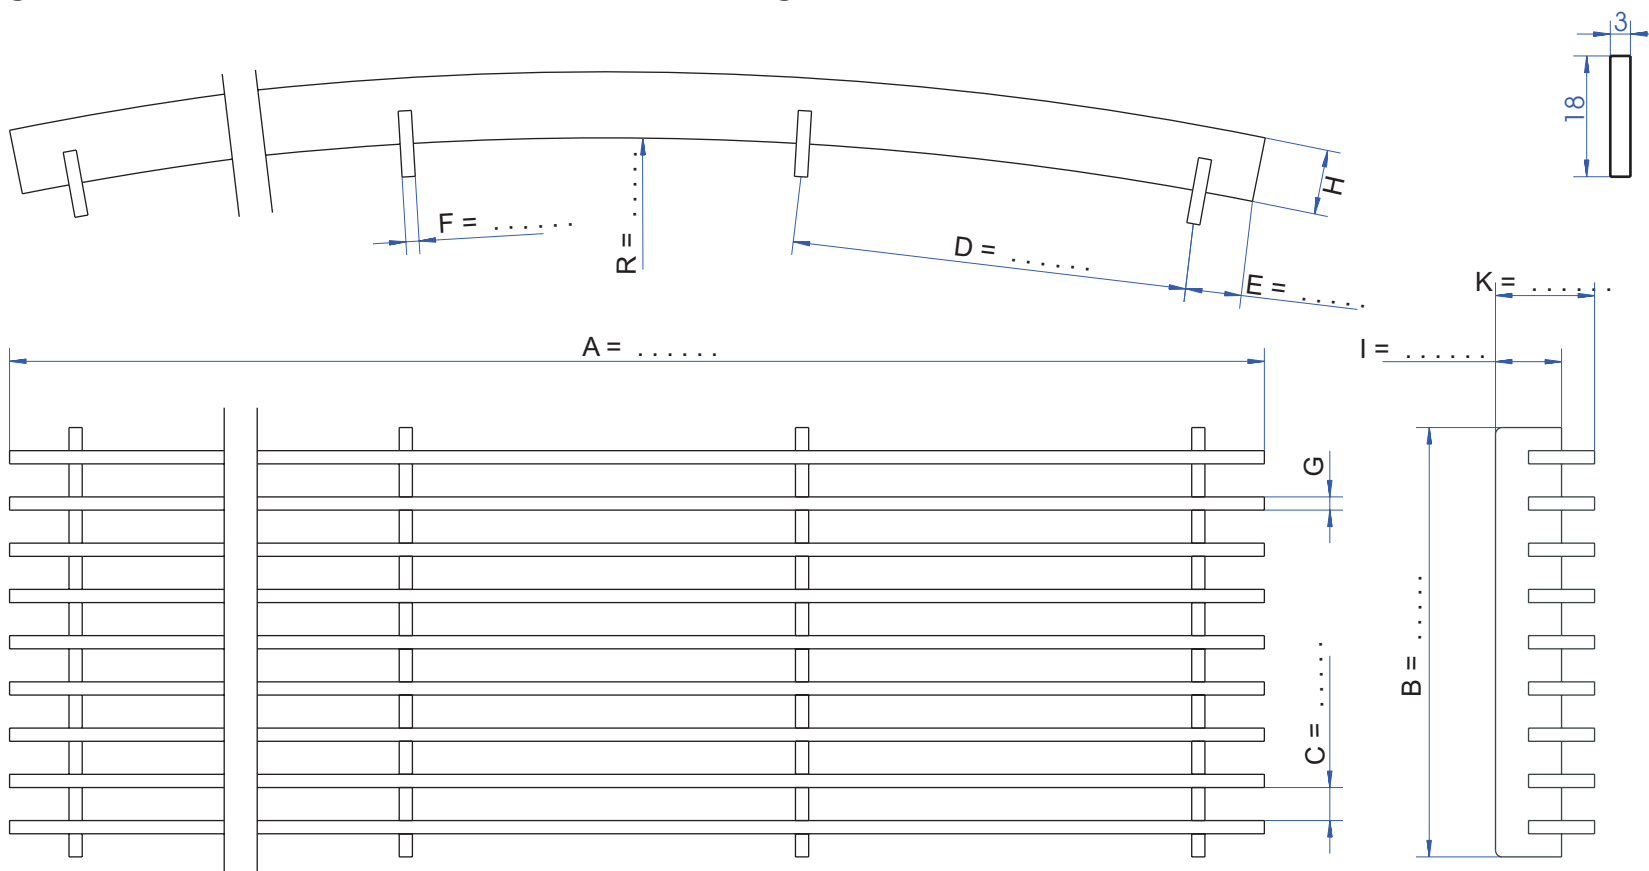 3
18
H
F = ......
R = ......
D = ......
E = .....
K = ......
A = ......
I = ......
G
B = ......
C = ......